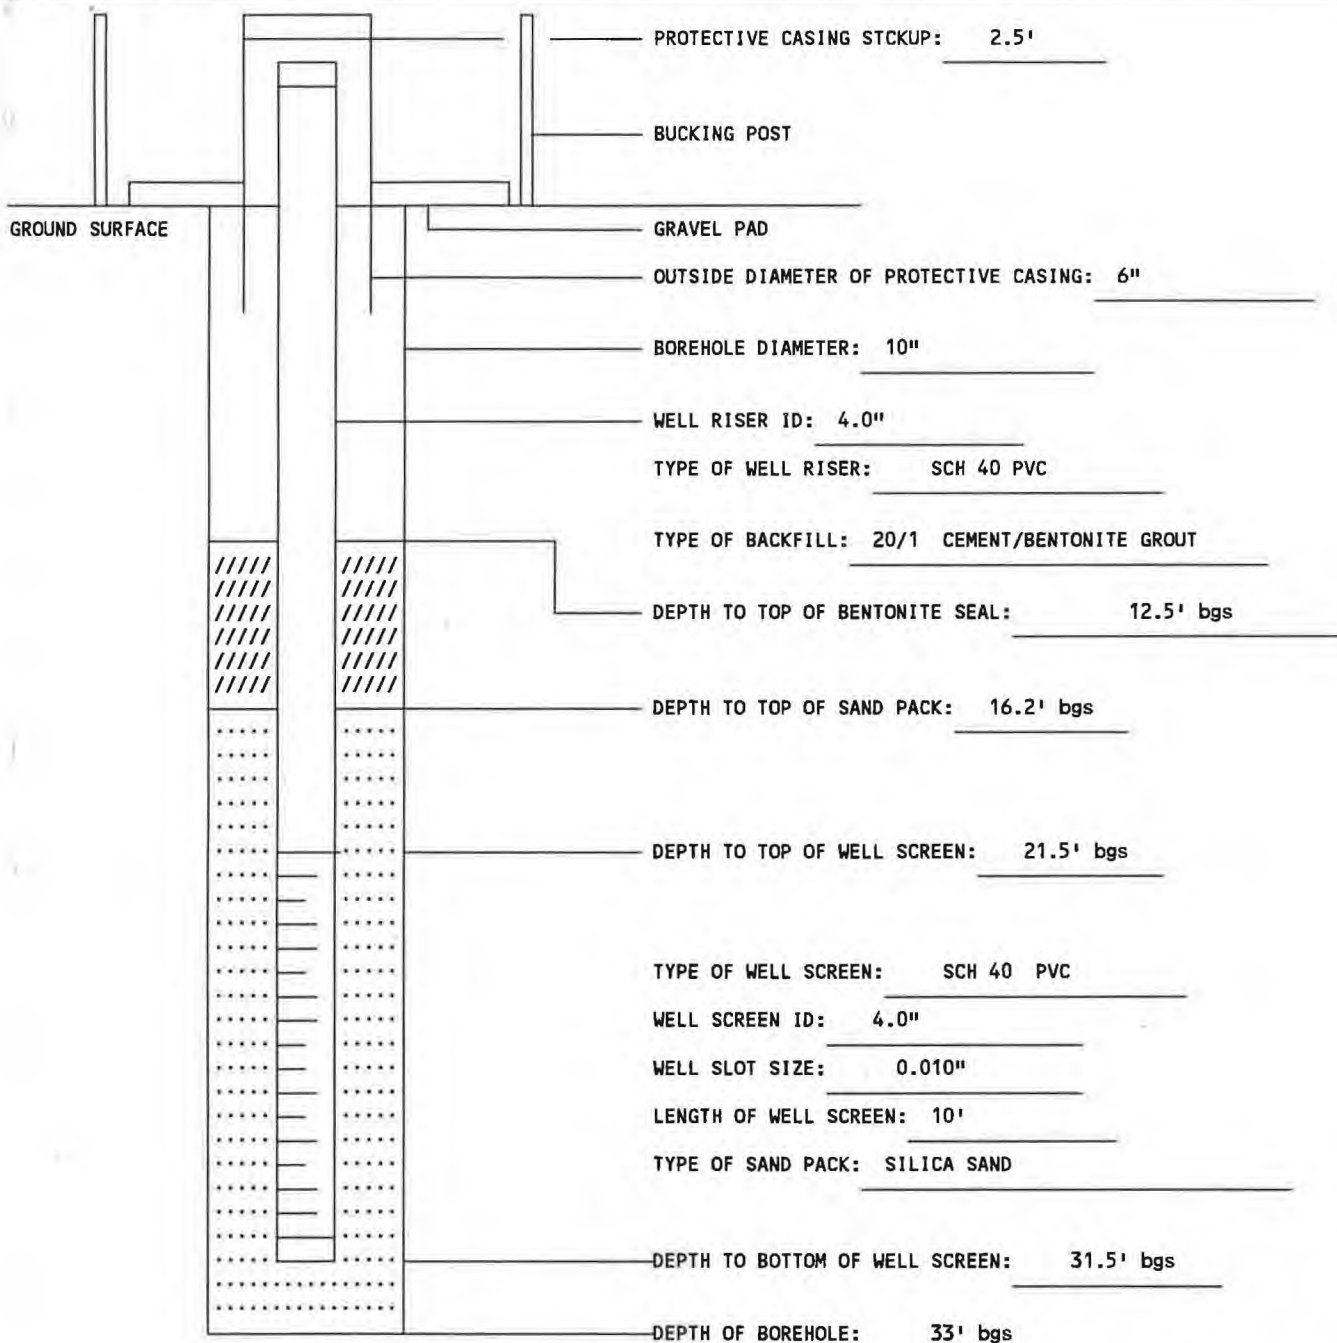 PROTECTIVE CASING STCKUP: 2.5'
BUCKING POST
GROUND SURFACE
GRAVEL PAD
OUTSIDE DIAMETER OF PROTECTIVE CASING: 6"
BOREHOLE DIAMETER: 10"
WELL RISER ID: 4.0"
TYPE OF WELL RISER: SCH 40 PVC
TYPE OF BACKFILL: 20/1 CEMENT/BENTONITE GROUT
DEPTH TO TOP OF BENTONITE SEAL: 12.5' bgs
DEPTH TO TOP OF SAND PACK: 16.2' bgs
DEPTH TO TOP OF WELL SCREEN: 21.5' bgs
TYPE OF WELL SCREEN: SCH 40 PVC
WELL SCREEN ID: 4.0"
WELL SLOT SIZE: 0.010"
LENGTH OF WELL SCREEN: 10'
TYPE OF SAND PACK: SILICA SAND
DEPTH TO BOTTOM OF WELL SCREEN: 31.5' bgs
DEPTH OF BOREHOLE: 33' bgs